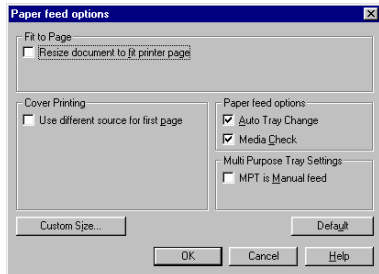 Paper feed options
Fit to Page
Resize document to fit printer page
Cover Printing
Use different source for first page
Paper feed options
Auto Tray Change
Media Check
Multi Purpose Tray Settings
MPT is Manual feed
Custom Size...
Default
OK
Cancel
Help